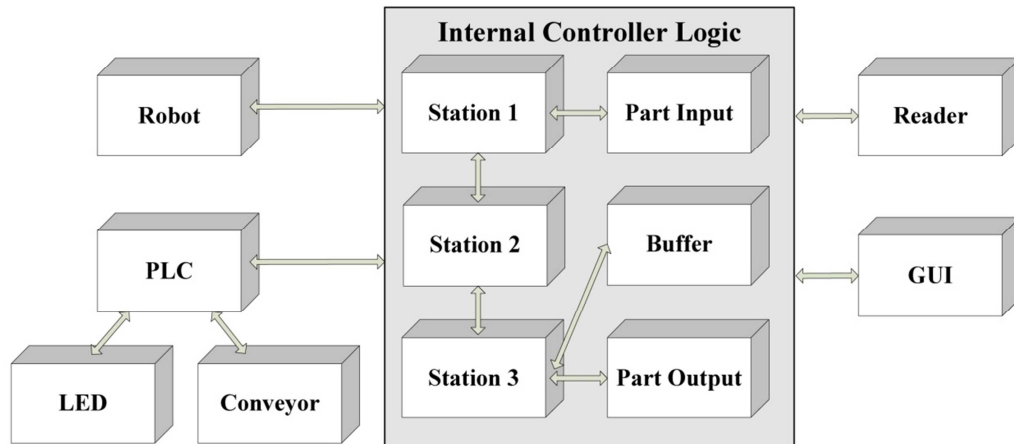 Internal Controller Logic
Robot
Station 1
Part Input
Reader
PLC
Station 2
Buffer
GUI
LED
Conveyor
Station 3
Part Output